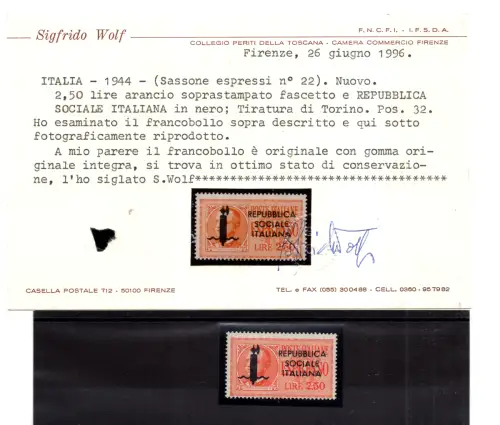 Sigfrido Wolf
F.N.C.F.I. - I.F.S.D.A.
COLLEGIO PERITI DELLA TOSCANA - CAMERA COMMERCIO FIRENZE
Firenze, 26 giugno 1996.
ITALIA - 1944 - (Sassone espressi n° 22). Nuovo.
2,50 lire arancio soprastampato fascetto e REPUBBLICA
SOCIALE ITALIANA in nero; Tiratura di Torino. Pos. 32.
Ho esaminato il francobollo sopra descritto e qui sotto
fotograficamente riprodotto.
A mio parere il francobollo è originale con gomma ori-
ginale integra, si trova in ottimo stato di conservazio-
ne, l'ho siglato S.Wolf************************************
POSTE ITALIANE
REPUBBLICA
SOCIALE
ITALIANA
LIRE 2,50
CASELLA POSTALE 712 - 50100 FIRENZE
TEL. e FAX (055) 300488 - CELL. 0360 - 957982
POSTE ITALIANE
REPUBBLICA
SOCIALE
ITALIANA
LIRE 2,50